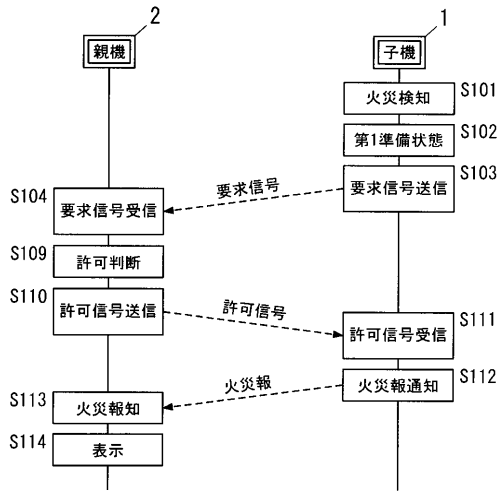 2
1
親機
子機
火災検知
S101
第1準備状態
S102
要求信号送信
S103
要求信号
S104
要求信号受信
S109
許可判断
S110
許可信号送信
許可信号
許可信号受信
S111
火災報通知
S112
火災報
S113
火災報知
S114
表示